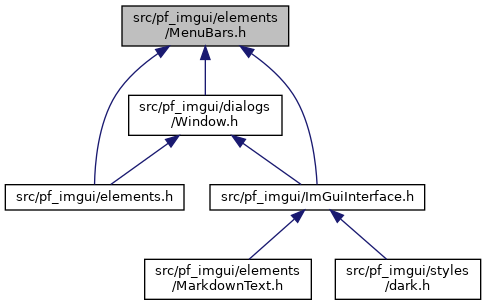 src/pf_imgui/elements
/MenuBars.h
src/pf_imgui/dialogs
/Window.h
src/pf_imgui/elements.h
src/pf_imgui/ImGuiInterface.h
src/pf_imgui/elements
/MarkdownText.h
src/pf_imgui/styles
/dark.h